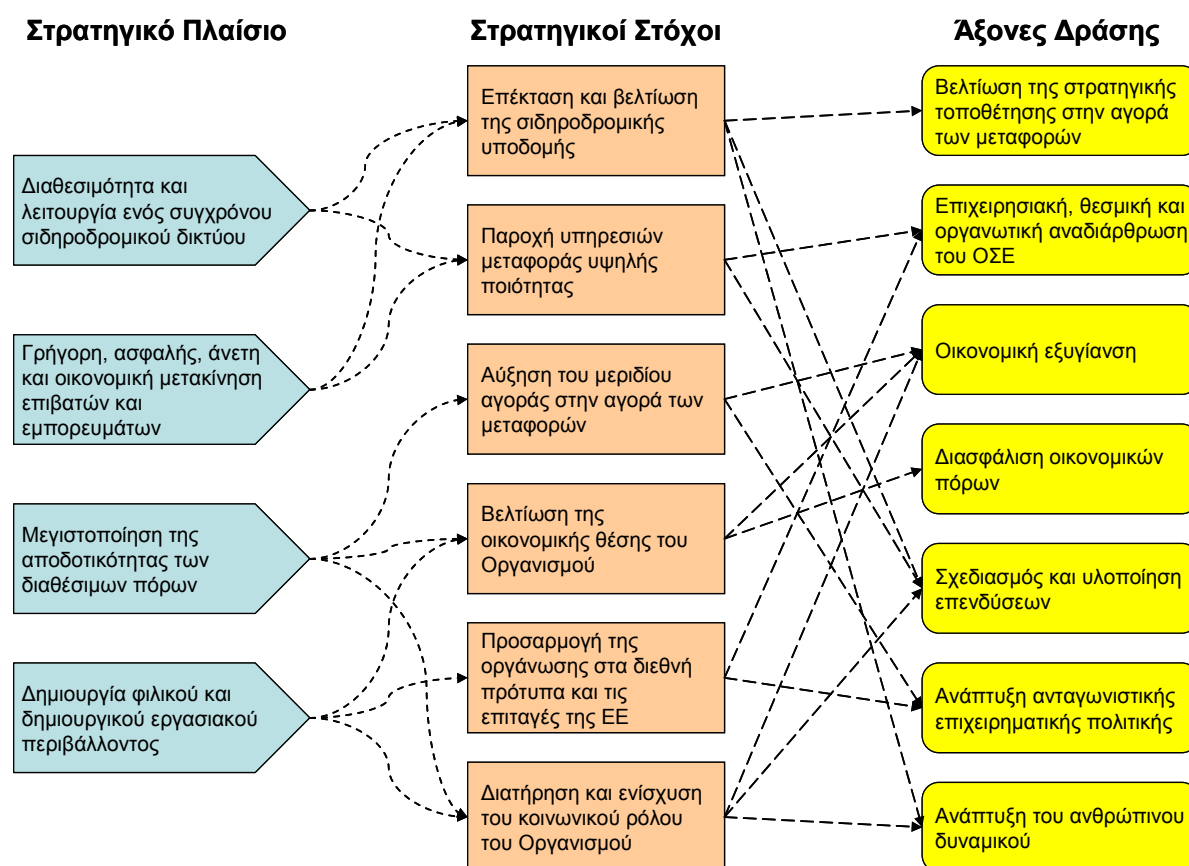 Στρατηγικό Πλαίσιο
Στρατηγικοί Στόχοι
Άξονες Δράσης
Διαθεσιμότητα και
λειτουργία ενός συγχρόνου
σιδηροδρομικού δικτύου
Γρήγορη, ασφαλής, άνετη
και οικονομική μετακίνηση
επιβατών και
εμπορευμάτων
Μεγιστοποίηση της
αποδοτικότητας των
διαθέσιμων πόρων
Δημιουργία φιλικού και
δημιουργικού εργασιακού
περιβάλλοντος
Επέκταση και βελτίωση
της σιδηροδρομικής
υποδομής
Παροχή υπηρεσιών
μεταφοράς υψηλής
ποιότητας
Αύξηση του μεριδίου
αγοράς στην αγορά των
μεταφορών
Βελτίωση της
οικονομικής θέσης του
Οργανισμού
Προσαρμογή της
οργάνωσης στα διεθνή
πρότυπα και τις
επιταγές της ΕΕ
Διατήρηση και ενίσχυση
του κοινωνικού ρόλου
του Οργανισμού
Βελτίωση της στρατηγικής
τοποθέτησης στην αγορά
των μεταφορών
Επιχειρησιακή, θεσμική και
οργανωτική αναδιάρθρωση
του ΟΣΕ
Οικονομική εξυγίανση
Διασφάλιση οικονομικών
πόρων
Σχεδιασμός και υλοποίηση
επενδύσεων
Ανάπτυξη ανταγωνιστικής
επιχειρηματικής πολιτικής
Ανάπτυξη του ανθρώπινου
δυναμικού